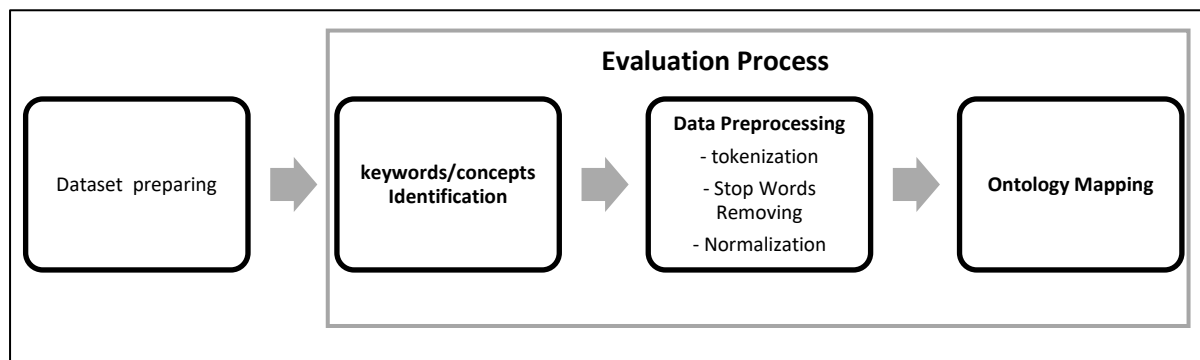 Evaluation Process
Dataset preparing
keywords/concepts
Identification
Data Preprocessing
- tokenization
- Stop Words
Removing
- Normalization
Ontology Mapping